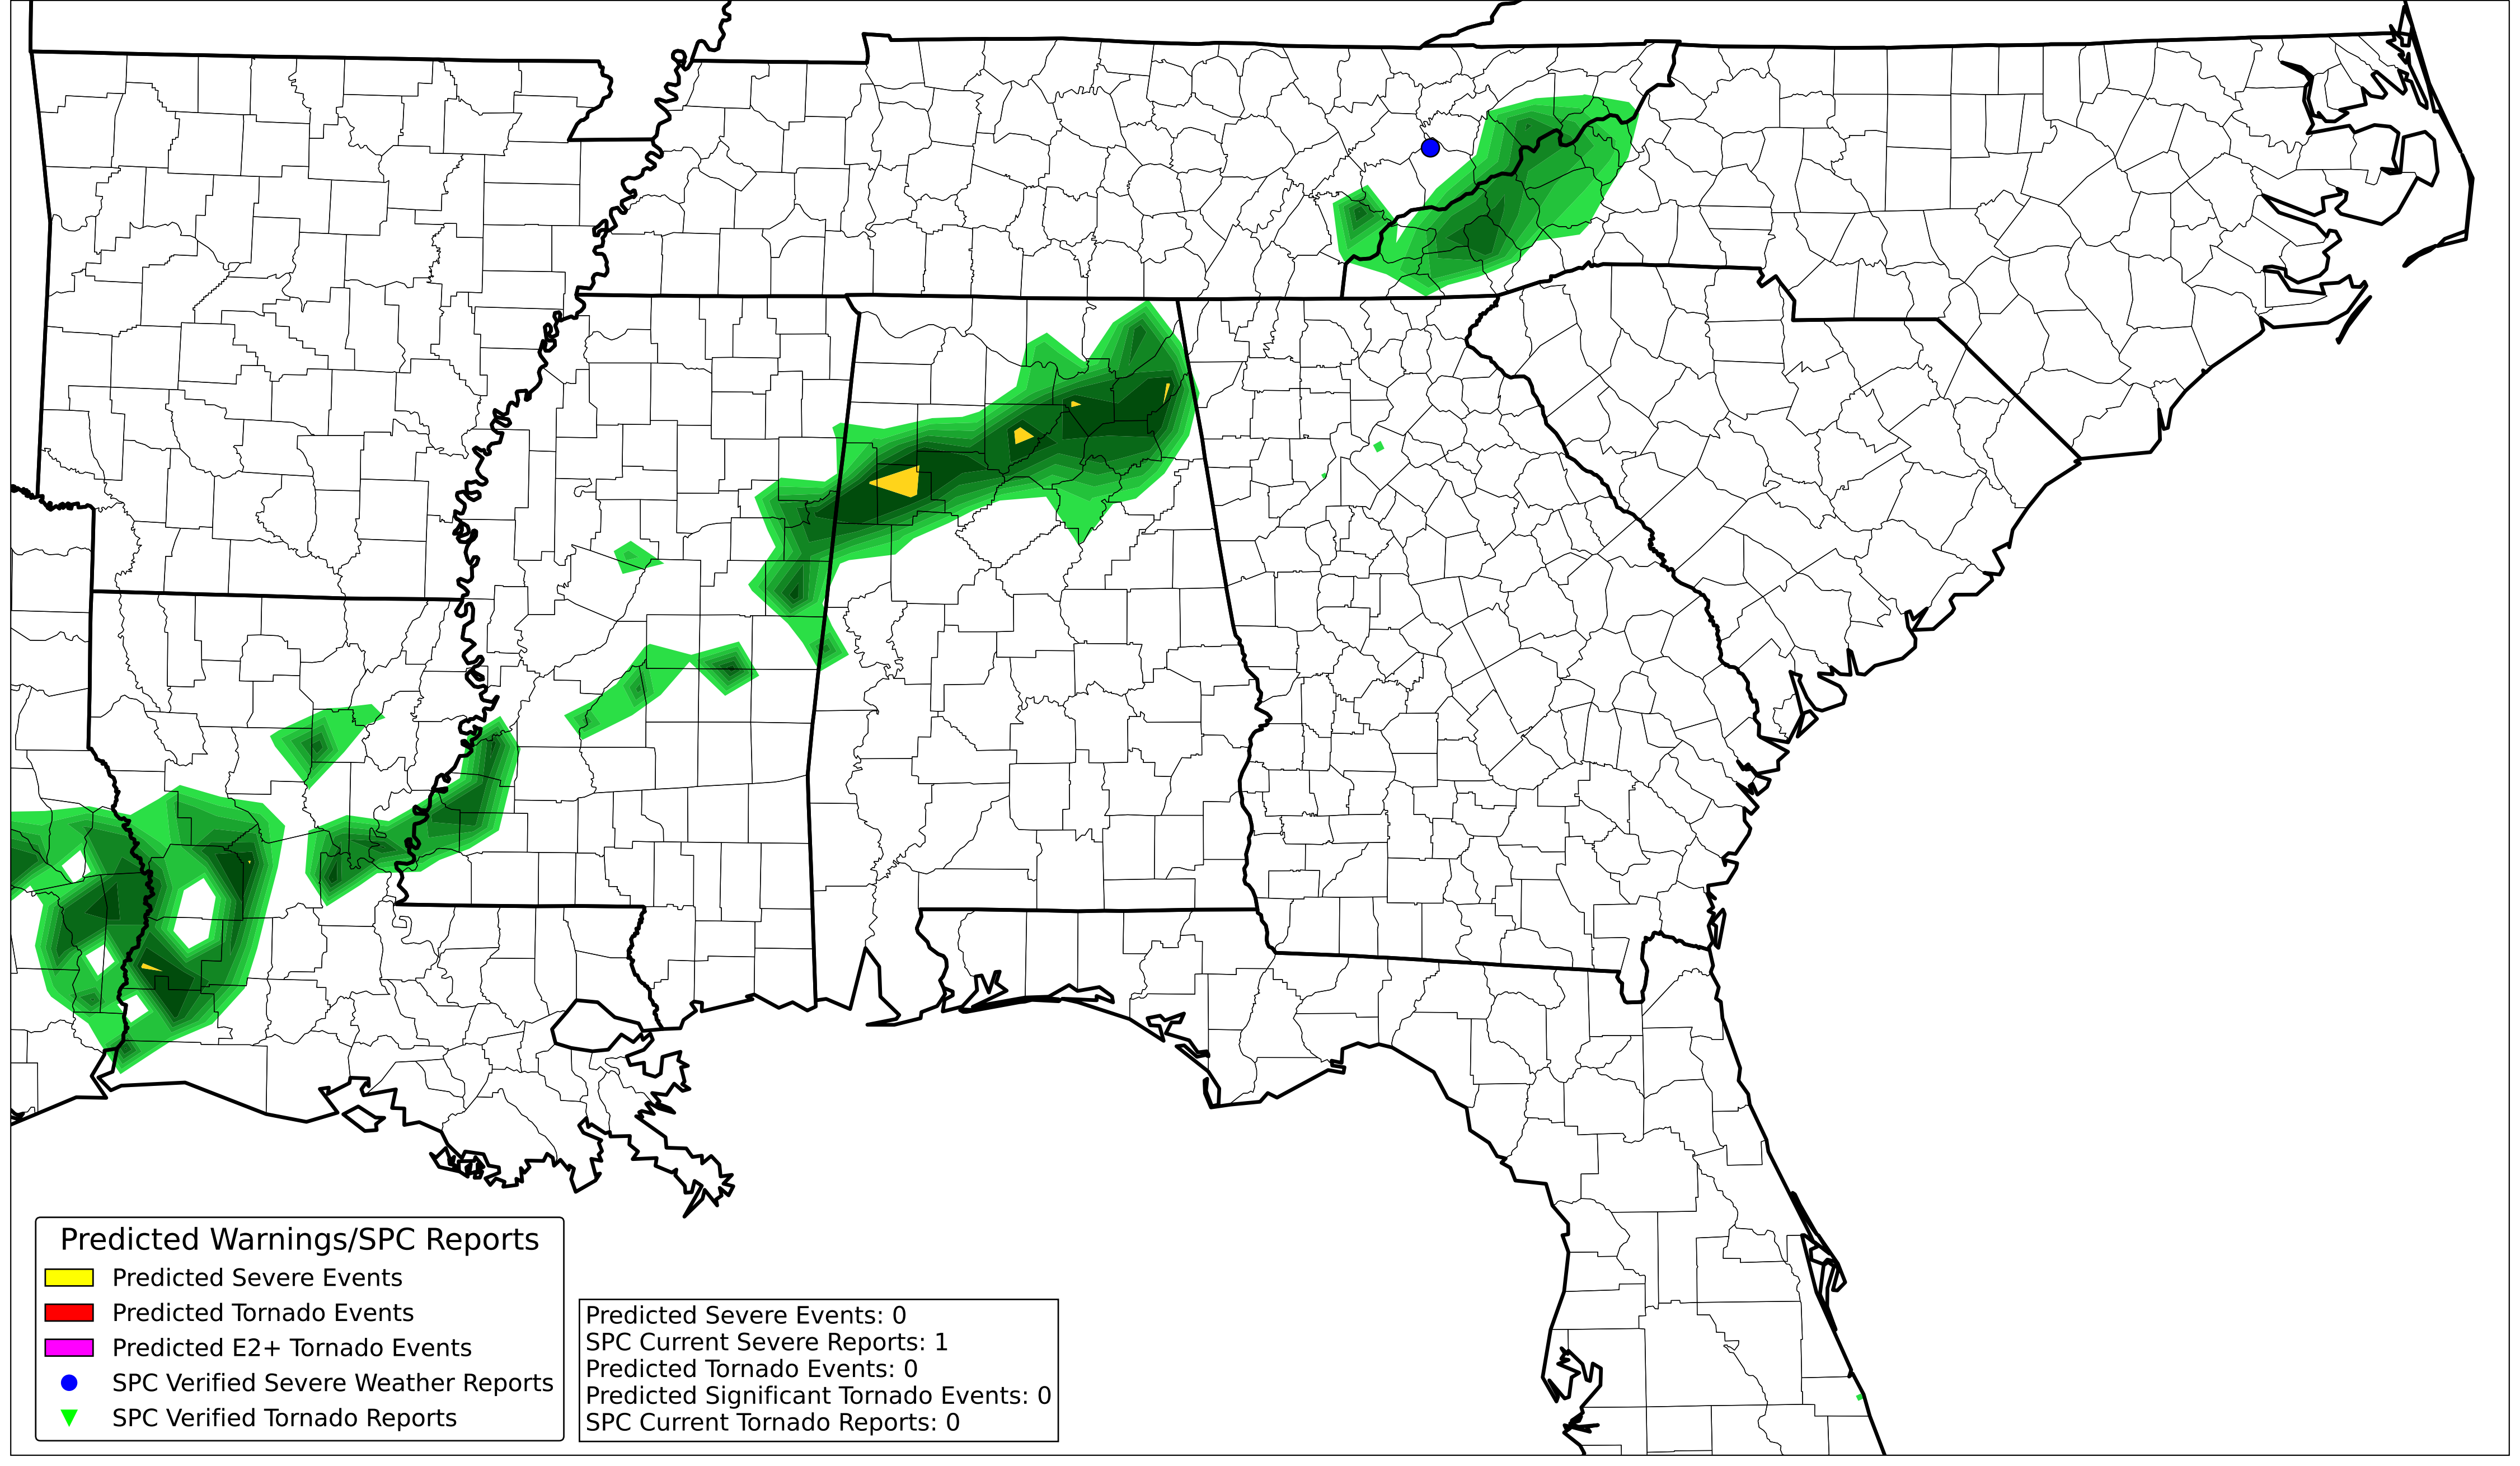 Predicted Warnings/SPC Reports
Predicted Severe Events
Predicted Tornado Events
Predicted E2+ Tornado Events
SPC Verified Severe Weather Reports
SPC Verified Tornado Reports
Predicted Severe Events: 0
SPC Current Severe Reports: 1
Predicted Tornado Events: 0
Predicted Significant Tornado Events: 0
SPC Current Tornado Reports: 0